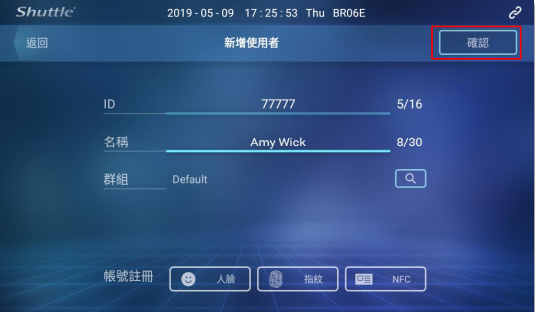 Shuttle 2019-05-09 17:25:53 Thu BR06E
返回 新增使用者 確認
ID 77777 5/16
名稱 Amy Wick 8/30
群組 Default
帳號註冊 人臉 指紋 NFC